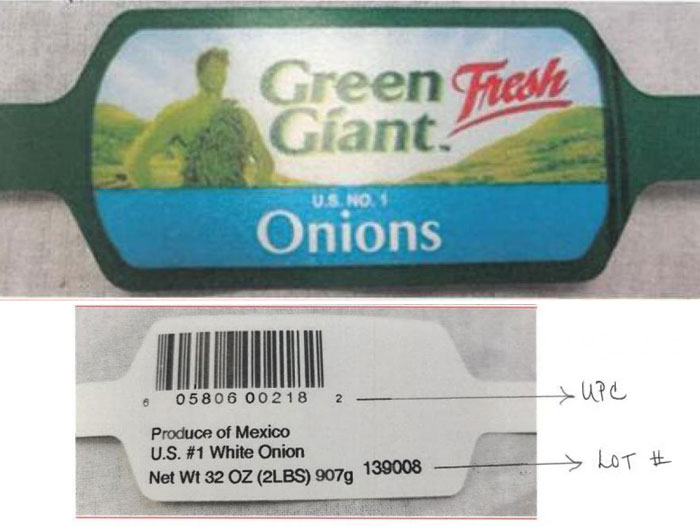 Green Fresh
Giant.
U.S. NO. 1
Onions
6 05806 00218 2
UPC
Produce of Mexico
U.S. #1 White Onion
Net Wt 32 OZ (2LBS) 907g 139008
LOT #